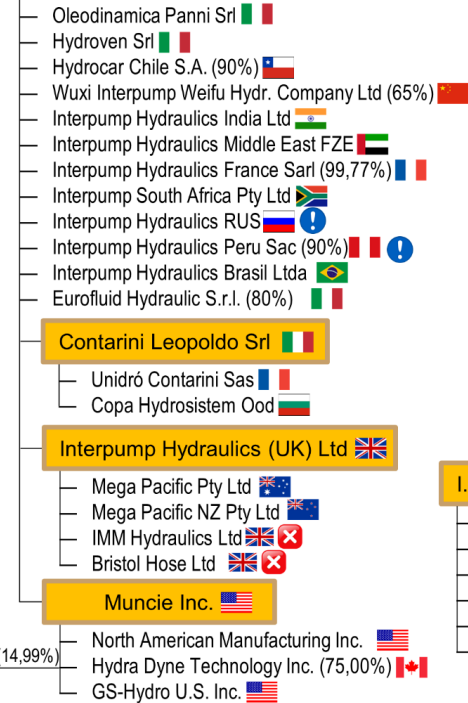 Oleodinamica Panni Srl
Hydroven Srl
Hydrocar Chile S.A. (90%)
Wuxi Interpump Weifu Hydr. Company Ltd (65%)
Interpump Hydraulics India Ltd
Interpump Hydraulics Middle East FZE
Interpump Hydraulics France Sarl (99,77%)
Interpump South Africa Pty Ltd
Interpump Hydraulics RUS
Interpump Hydraulics Peru Sac (90%)
Interpump Hydraulics Brasil Ltda
Eurofluid Hydraulic S.r.l. (80%)
Contarini Leopoldo Srl
Unidró Contarini Sas
Copa Hydrosistem Ood
Interpump Hydraulics (UK) Ltd
Mega Pacific Pty Ltd
I.
Mega Pacific NZ Pty Ltd
IMM Hydraulics Ltd
Bristol Hose Ltd
Muncie Inc.
North American Manufacturing Inc.
(14,99%)
Hydra Dyne Technology Inc. (75,00%)
GS-Hydro U.S. Inc.